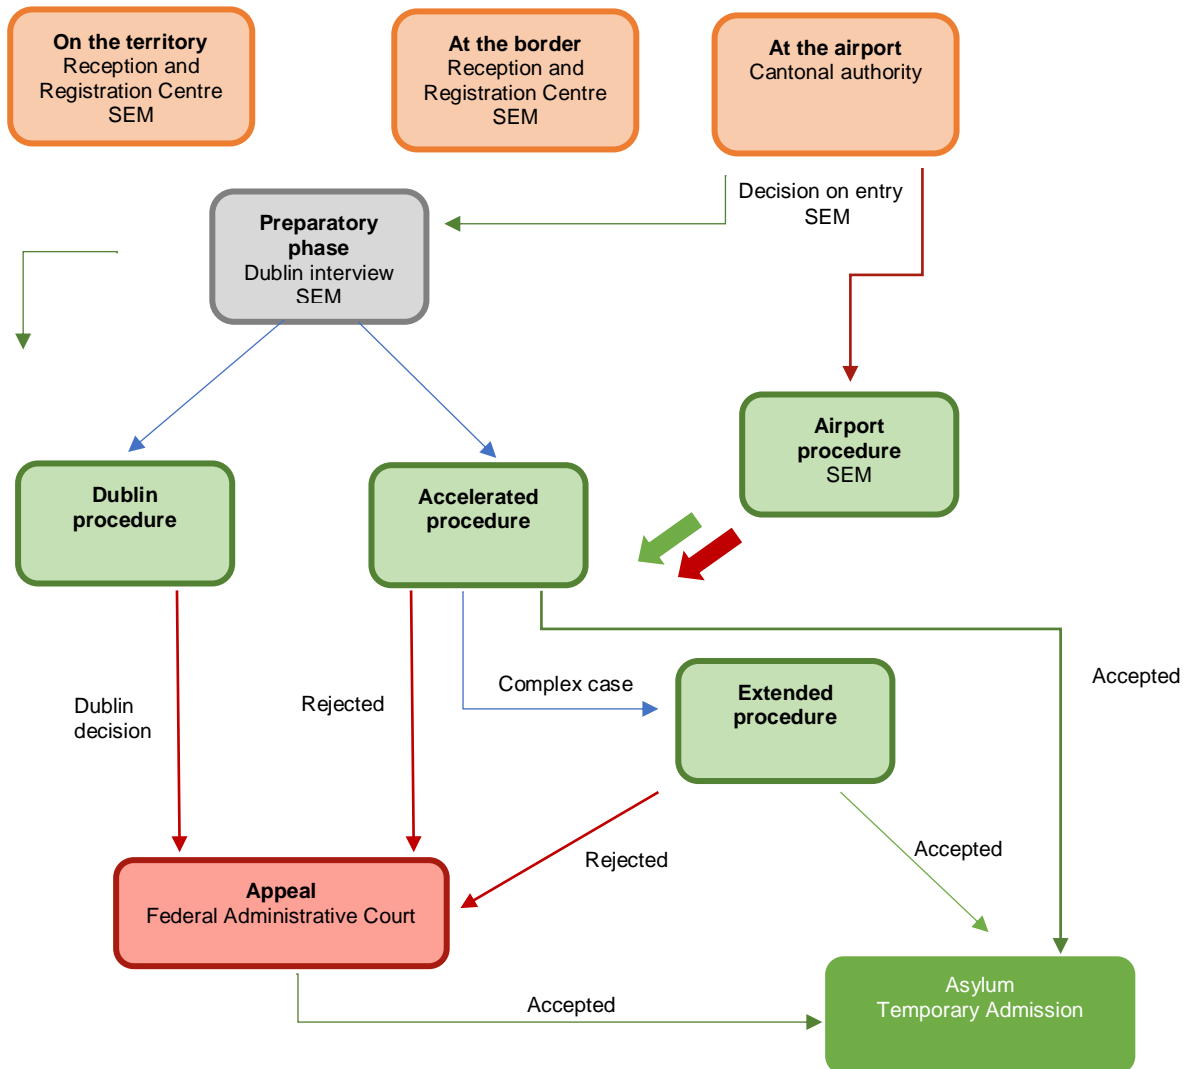 On the territory
Reception and
Registration Centre
SEM
At the border
Reception and
Registration Centre
SEM
At the airport
Cantonal authority
Decision on entry
SEM
Preparatory
phase
Dublin interview
SEM
Airport
procedure
SEM
Dublin
procedure
Accelerated
procedure
Dublin
decision
Rejected
Complex case
Extended
procedure
Accepted
Rejected
Accepted
Appeal
Federal Administrative Court
Accepted
Asylum
Temporary Admission